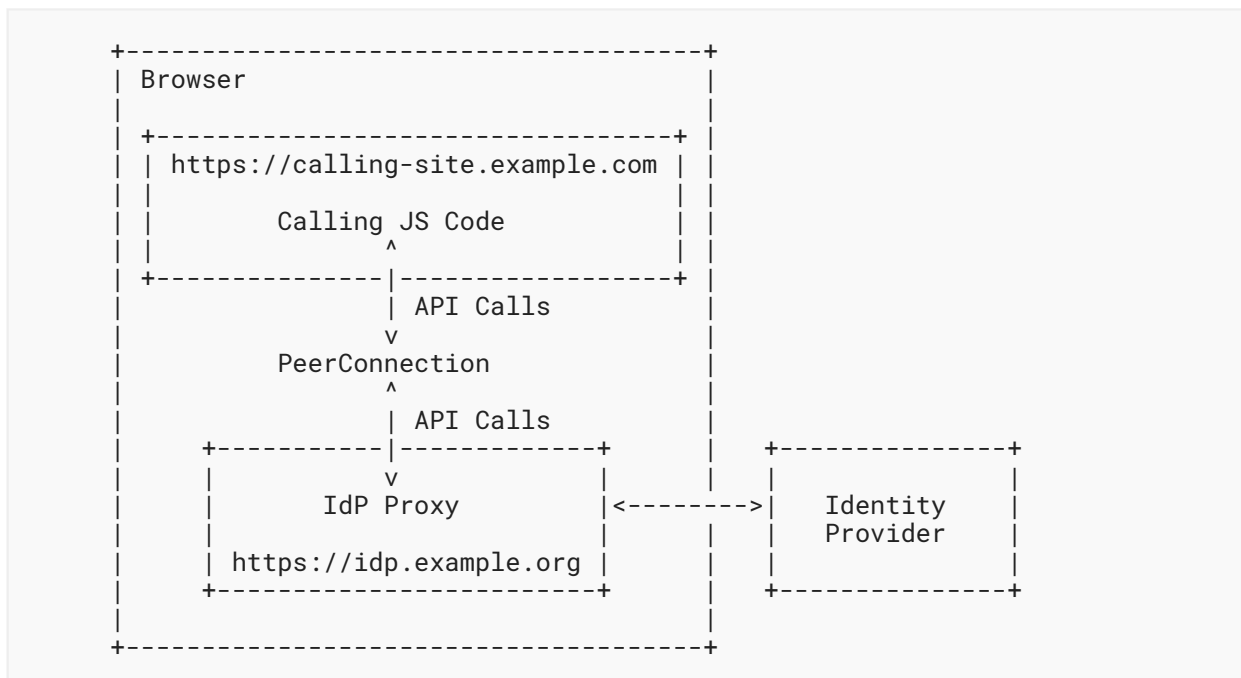 +---------------------------------------+
| Browser                               |
|                                       |
| +-----------------------------------+ |
| | https://calling-site.example.com | |
| |                                   | |
| |        Calling JS Code            | |
| |               ^                   | |
| +---------------|-------------------+ |
|                 | API Calls           |
|                 v                     |
|          PeerConnection               |
|                 ^                     |
|                 | API Calls           |
|     +-----------|-------------+       |   +----------------+
|     |           v             |       |   |                |
|     |       IdP Proxy         |<-------->|   Identity     |
|     |                         |       |   |   Provider     |
|     | https://idp.example.org |       |   |                |
|     +-------------------------+       |   +----------------+
|                                       |
+---------------------------------------+